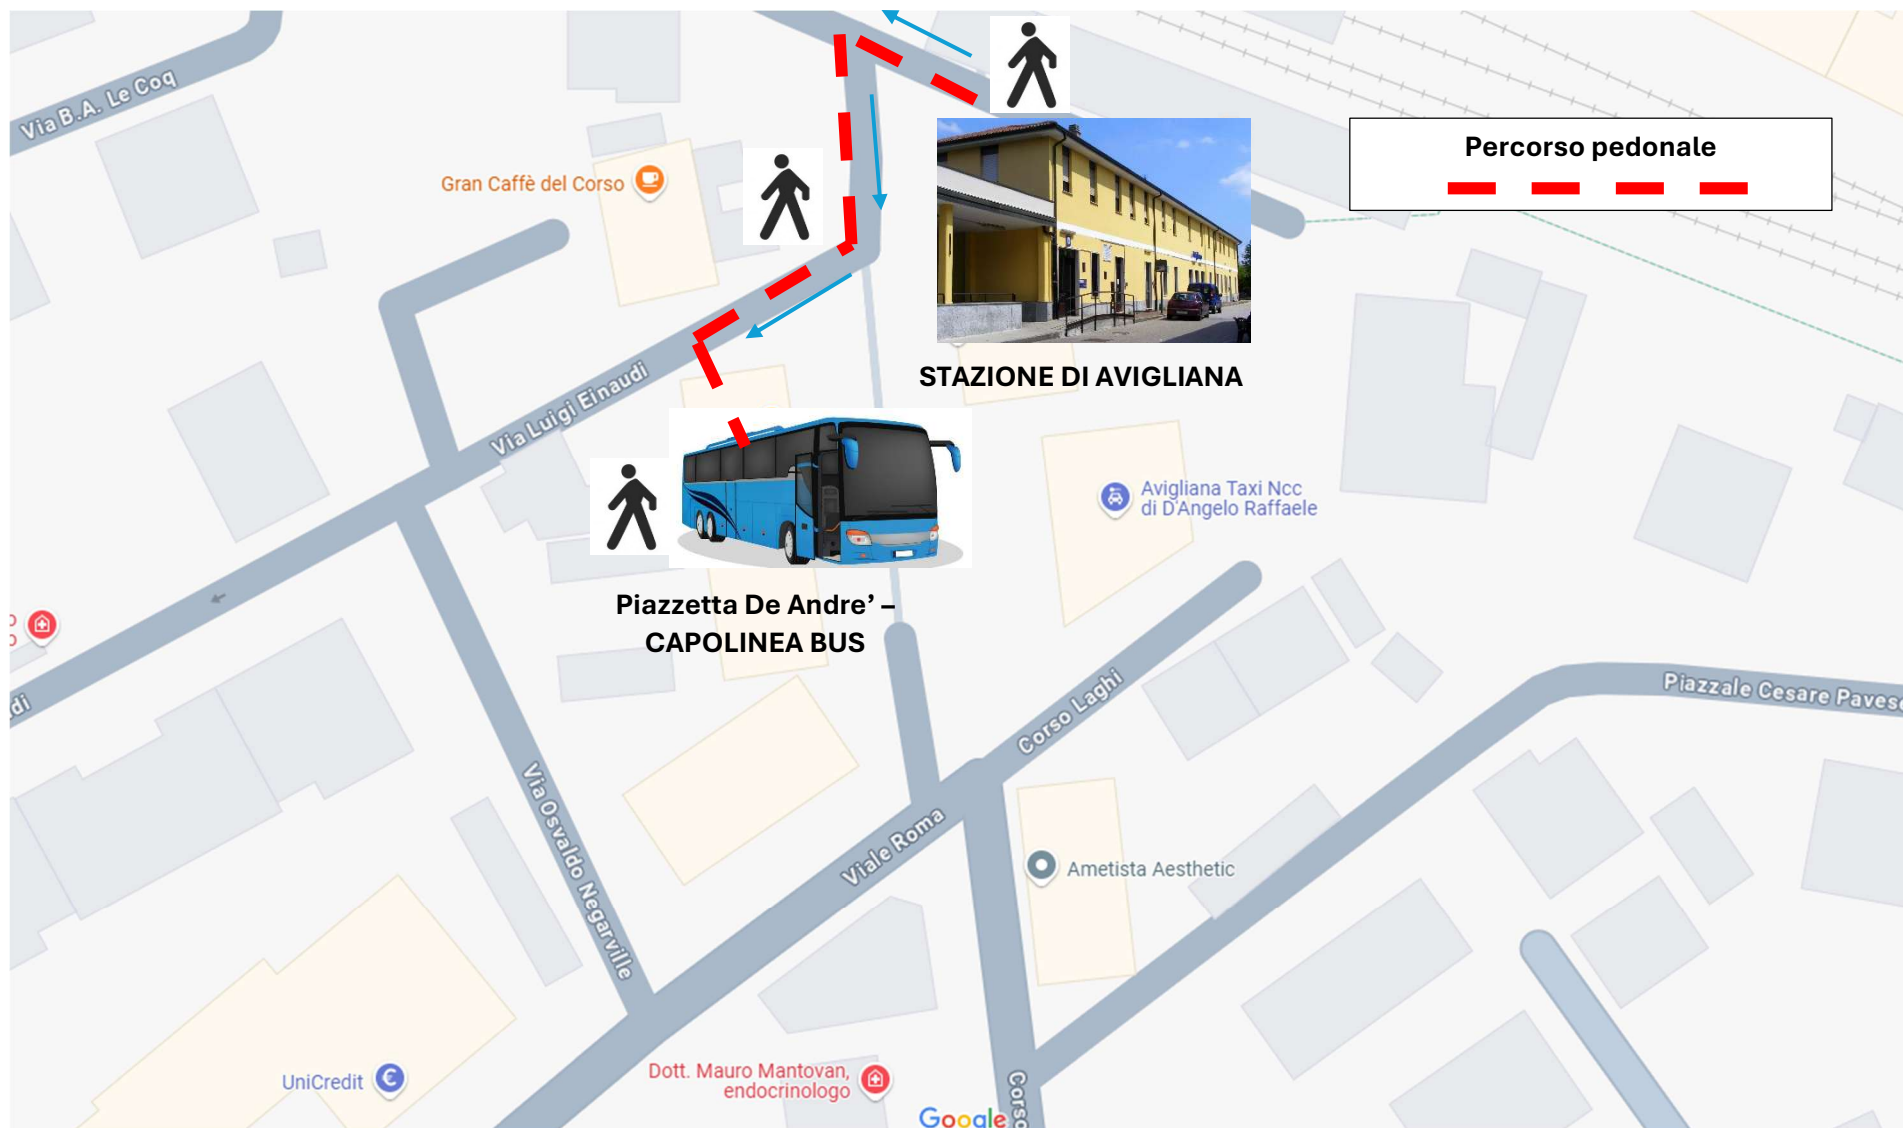 Via B.A. Le Coq
Gran Caffè del Corso
Percorso pedonale
STAZIONE DI AVIGLIANA
Via Luigi Einaudi
Avigliana Taxi Ncc
di D'Angelo Raffaele
Piazzetta De Andre’ –
CAPOLINEA BUS
Corso Laghi
Piazzale Cesare Pavese
Via Osvaldo Negarville
Viale Roma
Ametista Aesthetic
UniCredit
Dott. Mauro Mantovan,
endocrinologo
Corso
Google